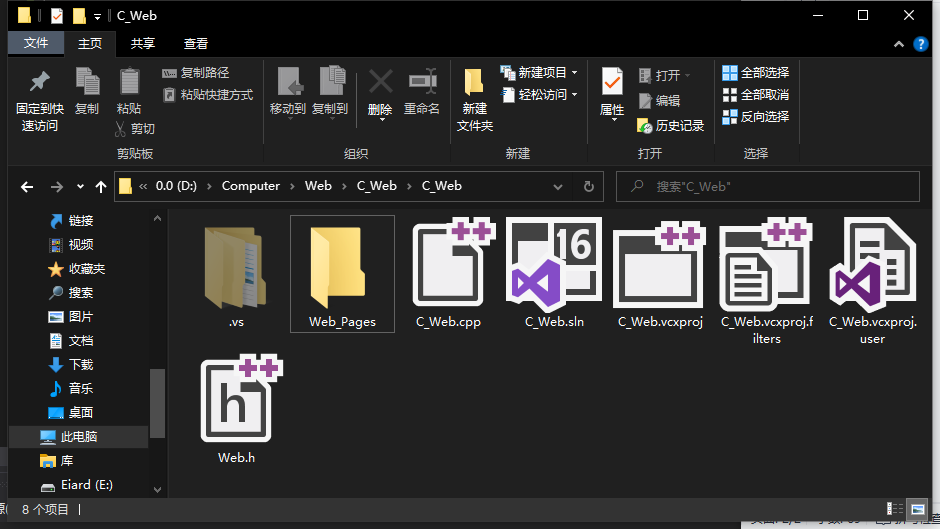 C_Web
文件 主页 共享 查看
固定到快
速访问
复制
粘贴
复制路径
粘贴快捷方式
剪切
剪贴板
移动到 复制到 删除 重命名
组织
新建
文件夹
新建项目
轻松访问
新建
属性
打开
编辑
历史记录
打开
全部选择
全部取消
反向选择
选择
« 0.0 (D:) › Computer › Web › C_Web › C_Web
搜索"C_Web"
链接
视频
收藏夹
搜索
图片
文档
下载
音乐
桌面
此电脑
库
Eiard (E:)
16
.vs
Web_Pages
C_Web.cpp
C_Web.sln
C_Web.vcxproj
C_Web.vcxproj.f
ilters
C_Web.vcxproj.
user
h
Web.h
8 个项目